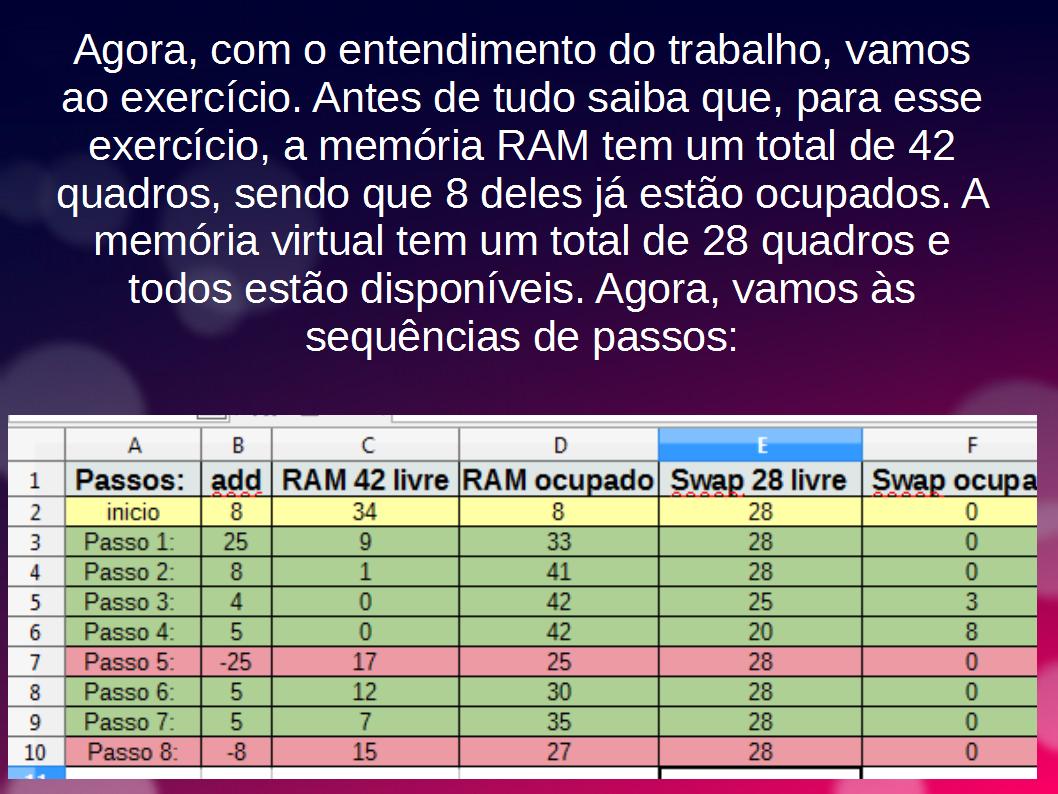 Agora, com o entendimento do trabalho, vamos
ao exercício. Antes de tudo saiba que, para esse
exercício, a memória RAM tem um total de 42
quadros, sendo que 8 deles já estão ocupados. A
memória virtual tem um total de 28 quadros e
todos estão disponíveis. Agora, vamos às
sequências de passos:
A B C D E F
1 Passos: add RAM 42 livre RAM ocupado Swap 28 livre Swap ocupa
2 inicio 8 34 8 28 0
3 Passo 1: 25 9 33 28 0
4 Passo 2: 8 1 41 28 0
5 Passo 3: 4 0 42 25 3
6 Passo 4: 5 0 42 20 8
7 Passo 5: -25 17 25 28 0
8 Passo 6: 5 12 30 28 0
9 Passo 7: 5 7 35 28 0
10 Passo 8: -8 15 27 28 0